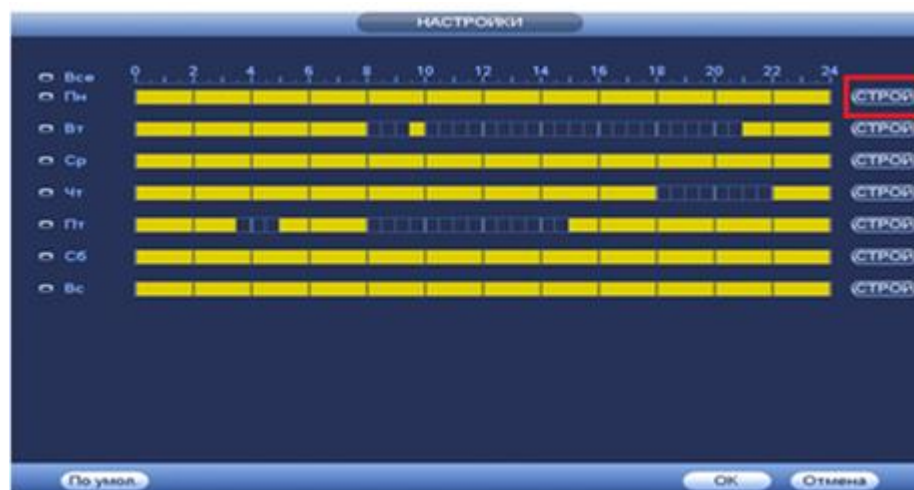 НАСТРОЙКИ
Все 0 2 4 6 8 10 12 14 16 18 20 22 24
Пн СТРОЙ
Вт СТРОЙ
Ср СТРОЙ
Чт СТРОЙ
Пт СТРОЙ
Сб СТРОЙ
Вс СТРОЙ
По умол. ОК Отмена